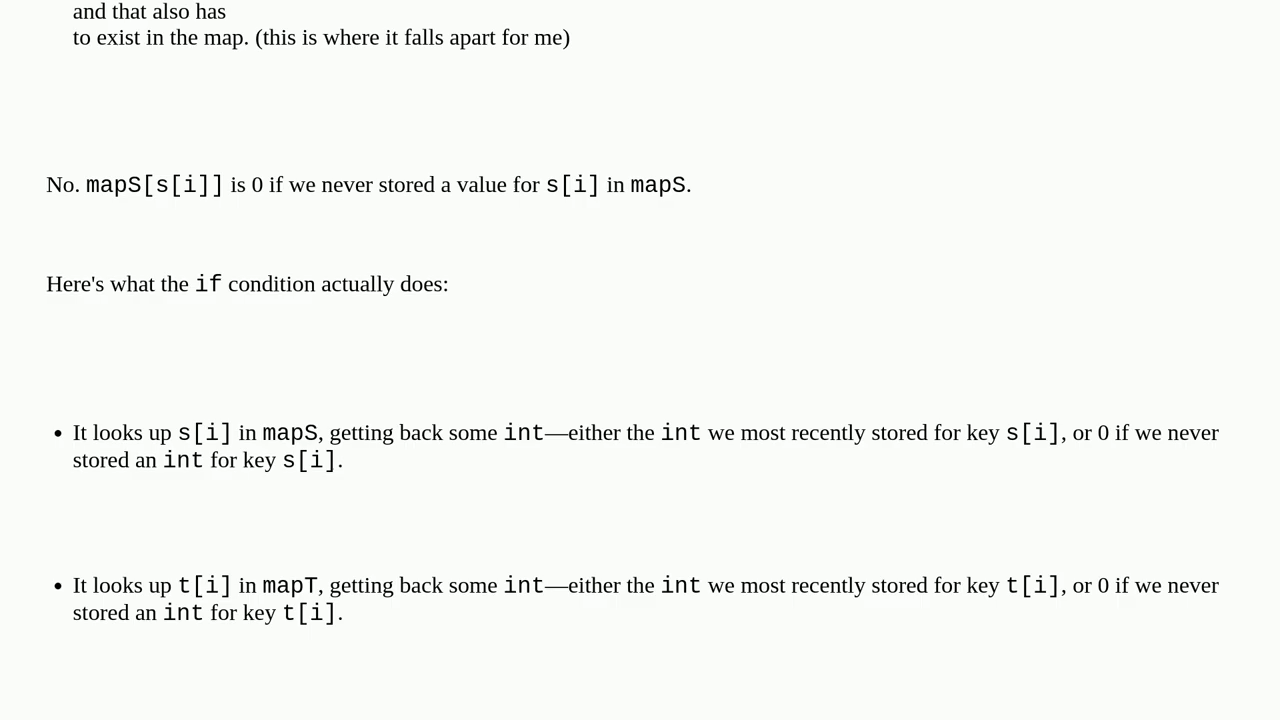 and that also has
to exist in the map. (this is where it falls apart for me)
No. mapS[s[i]] is 0 if we never stored a value for s[i] in mapS.
Here's what the if condition actually does:
• It looks up s[i] in mapS, getting back some int—either the int we most recently stored for key s[i], or 0 if we never
stored an int for key s[i].
• It looks up t[i] in mapT, getting back some int—either the int we most recently stored for key t[i], or 0 if we never
stored an int for key t[i].